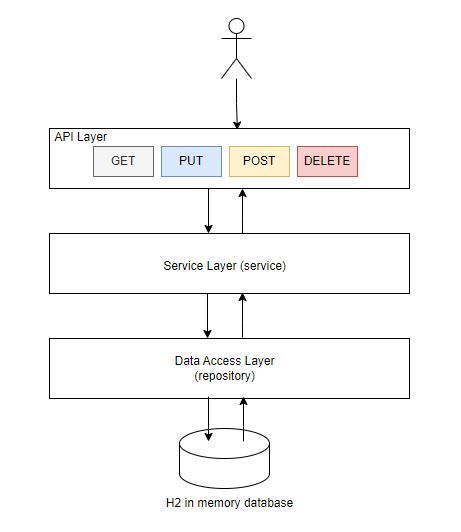 API Layer
GET PUT POST DELETE
Service Layer (service)
Data Access Layer
(repository)
H2 in memory database